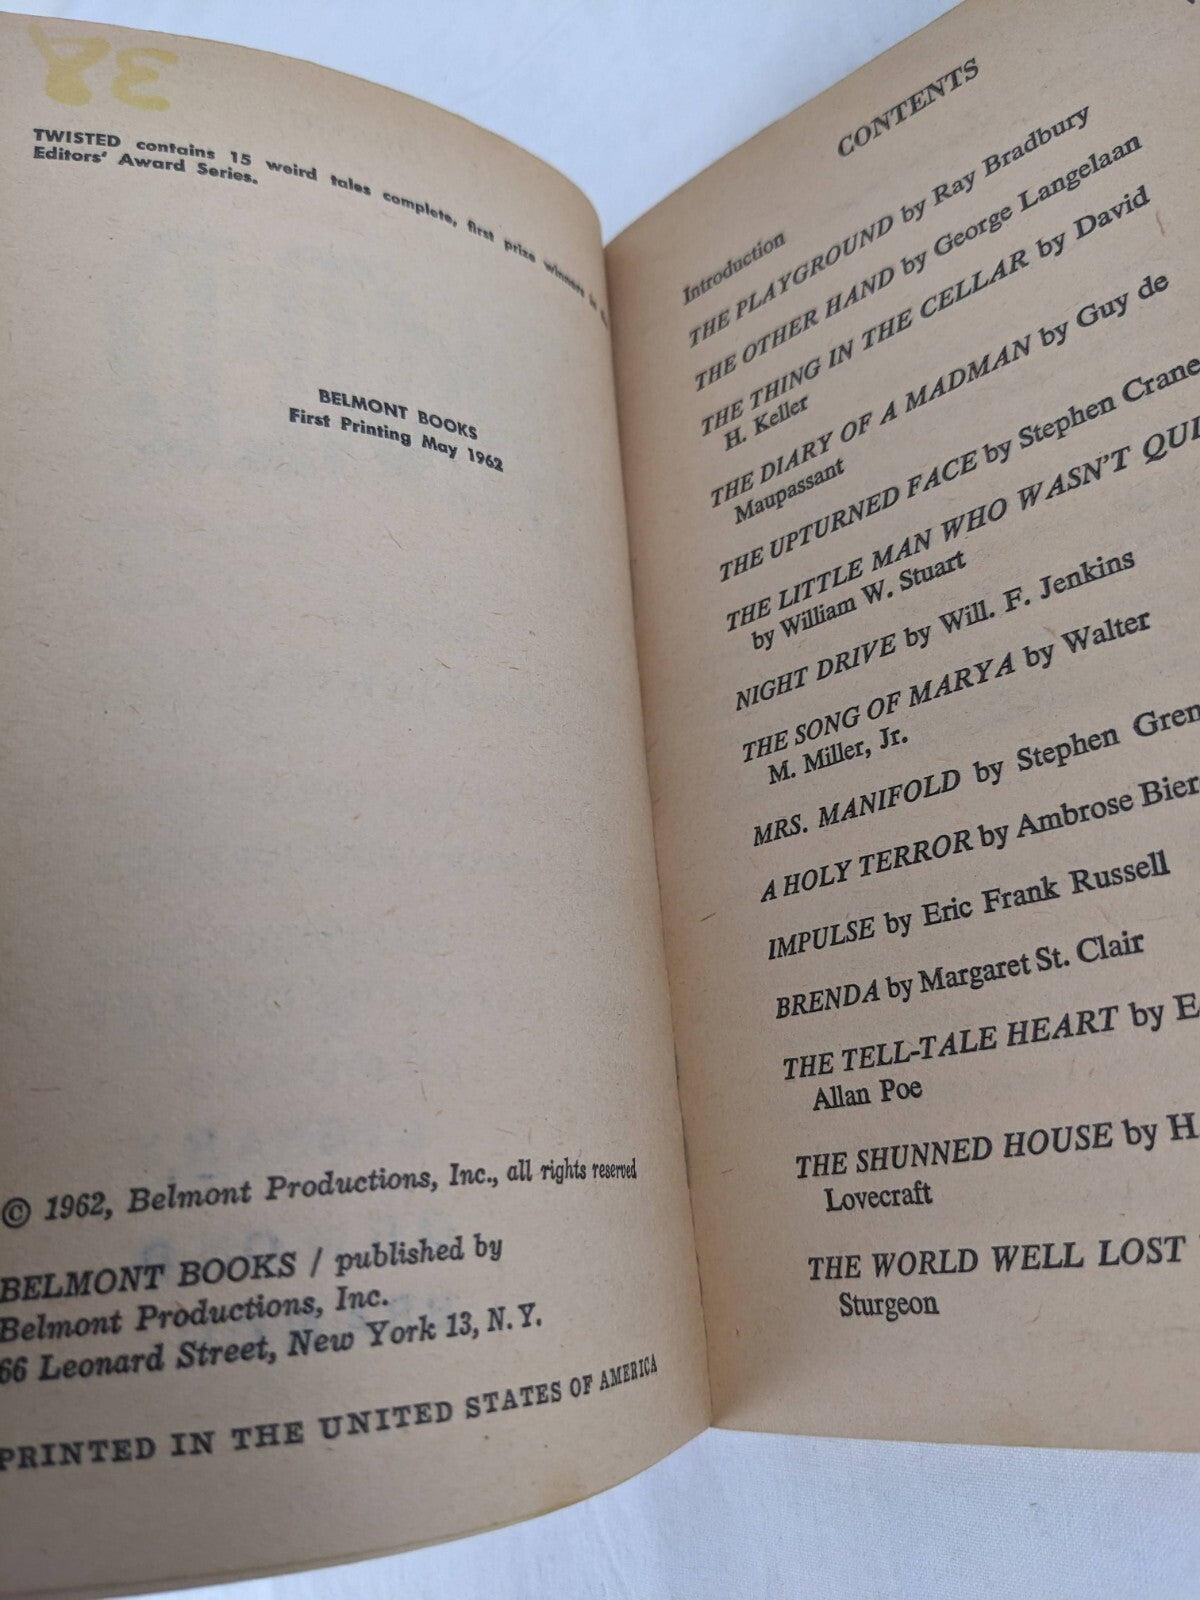 TWISTED contains 15 weird tales complete, first prize winners in
Editors' Award Series.
BELMONT BOOKS
First Printing May 1962
© 1962, Belmont Productions, Inc., all rights reserved
BELMONT BOOKS / published by
Belmont Productions, Inc.
66 Leonard Street, New York 13, N.Y.
PRINTED IN THE UNITED STATES OF AMERICA
CONTENTS
Introduction
THE PLAYGROUND by Ray Bradbury
THE OTHER HAND by George Langelaan
THE THING IN THE CELLAR by David
H. Keller
THE DIARY OF A MADMAN by Guy de
Maupassant
THE UPTURNED FACE by Stephen Crane
THE LITTLE MAN WHO WASN'T QUI
by William W. Stuart
NIGHT DRIVE by Will. F. Jenkins
THE SONG OF MARYA by Walter
M. Miller, Jr.
MRS. MANIFOLD by Stephen Gren
A HOLY TERROR by Ambrose Bier
IMPULSE by Eric Frank Russell
BRENDA by Margaret St. Clair
THE TELL-TALE HEART by E
Allan Poe
THE SHUNNED HOUSE by H
Lovecraft
THE WORLD WELL LOST
Sturgeon